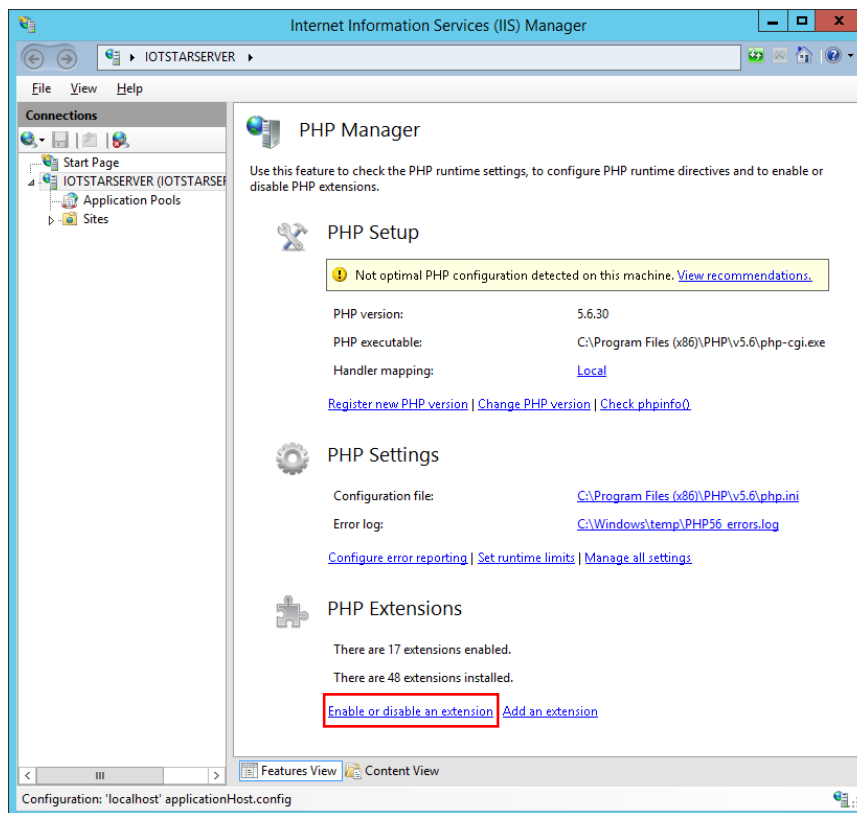 Internet Information Services (IIS) Manager
IOTSTARSERVER
File View Help
Connections
Start Page
IOTSTARSERVER (IOTSTARSER
Application Pools
Sites
PHP Manager
Use this feature to check the PHP runtime settings, to configure PHP runtime directives and to enable or
disable PHP extensions.
PHP Setup
Not optimal PHP configuration detected on this machine. View recommendations.
PHP version: 5.6.30
PHP executable: C:\Program Files (x86)\PHP\v5.6\php-cgi.exe
Handler mapping: Local
Register new PHP version | Change PHP version | Check phpinfo()
PHP Settings
Configuration file: C:\Program Files (x86)\PHP\v5.6\php.ini
Error log: C:\Windows\temp\PHP56_errors.log
Configure error reporting | Set runtime limits | Manage all settings
PHP Extensions
There are 17 extensions enabled.
There are 48 extensions installed.
Enable or disable an extension Add an extension
Features View Content View
Configuration: 'localhost' applicationHost.config